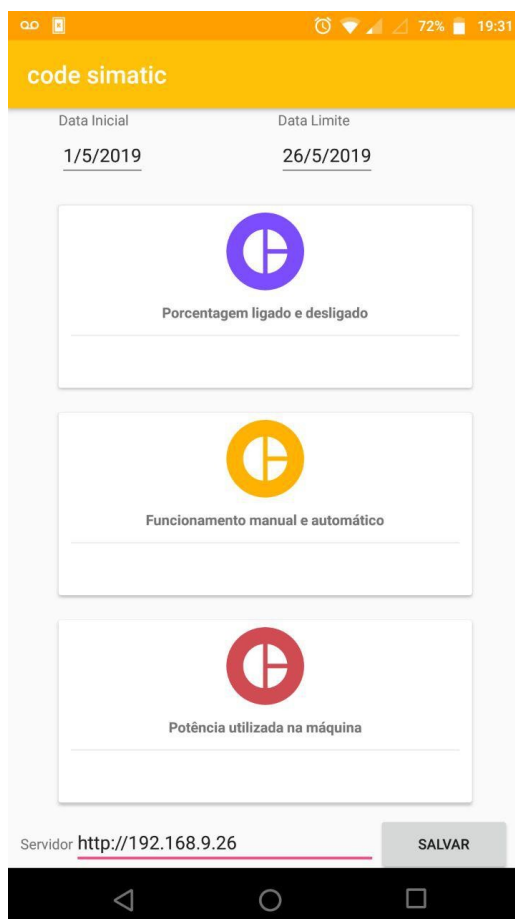 72% 19:31
code simatic
Data Inicial Data Limite
1/5/2019 26/5/2019
Porcentagem ligado e desligado
Funcionamento manual e automático
Potência utilizada na máquina
Servidor http://192.168.9.26 SALVAR